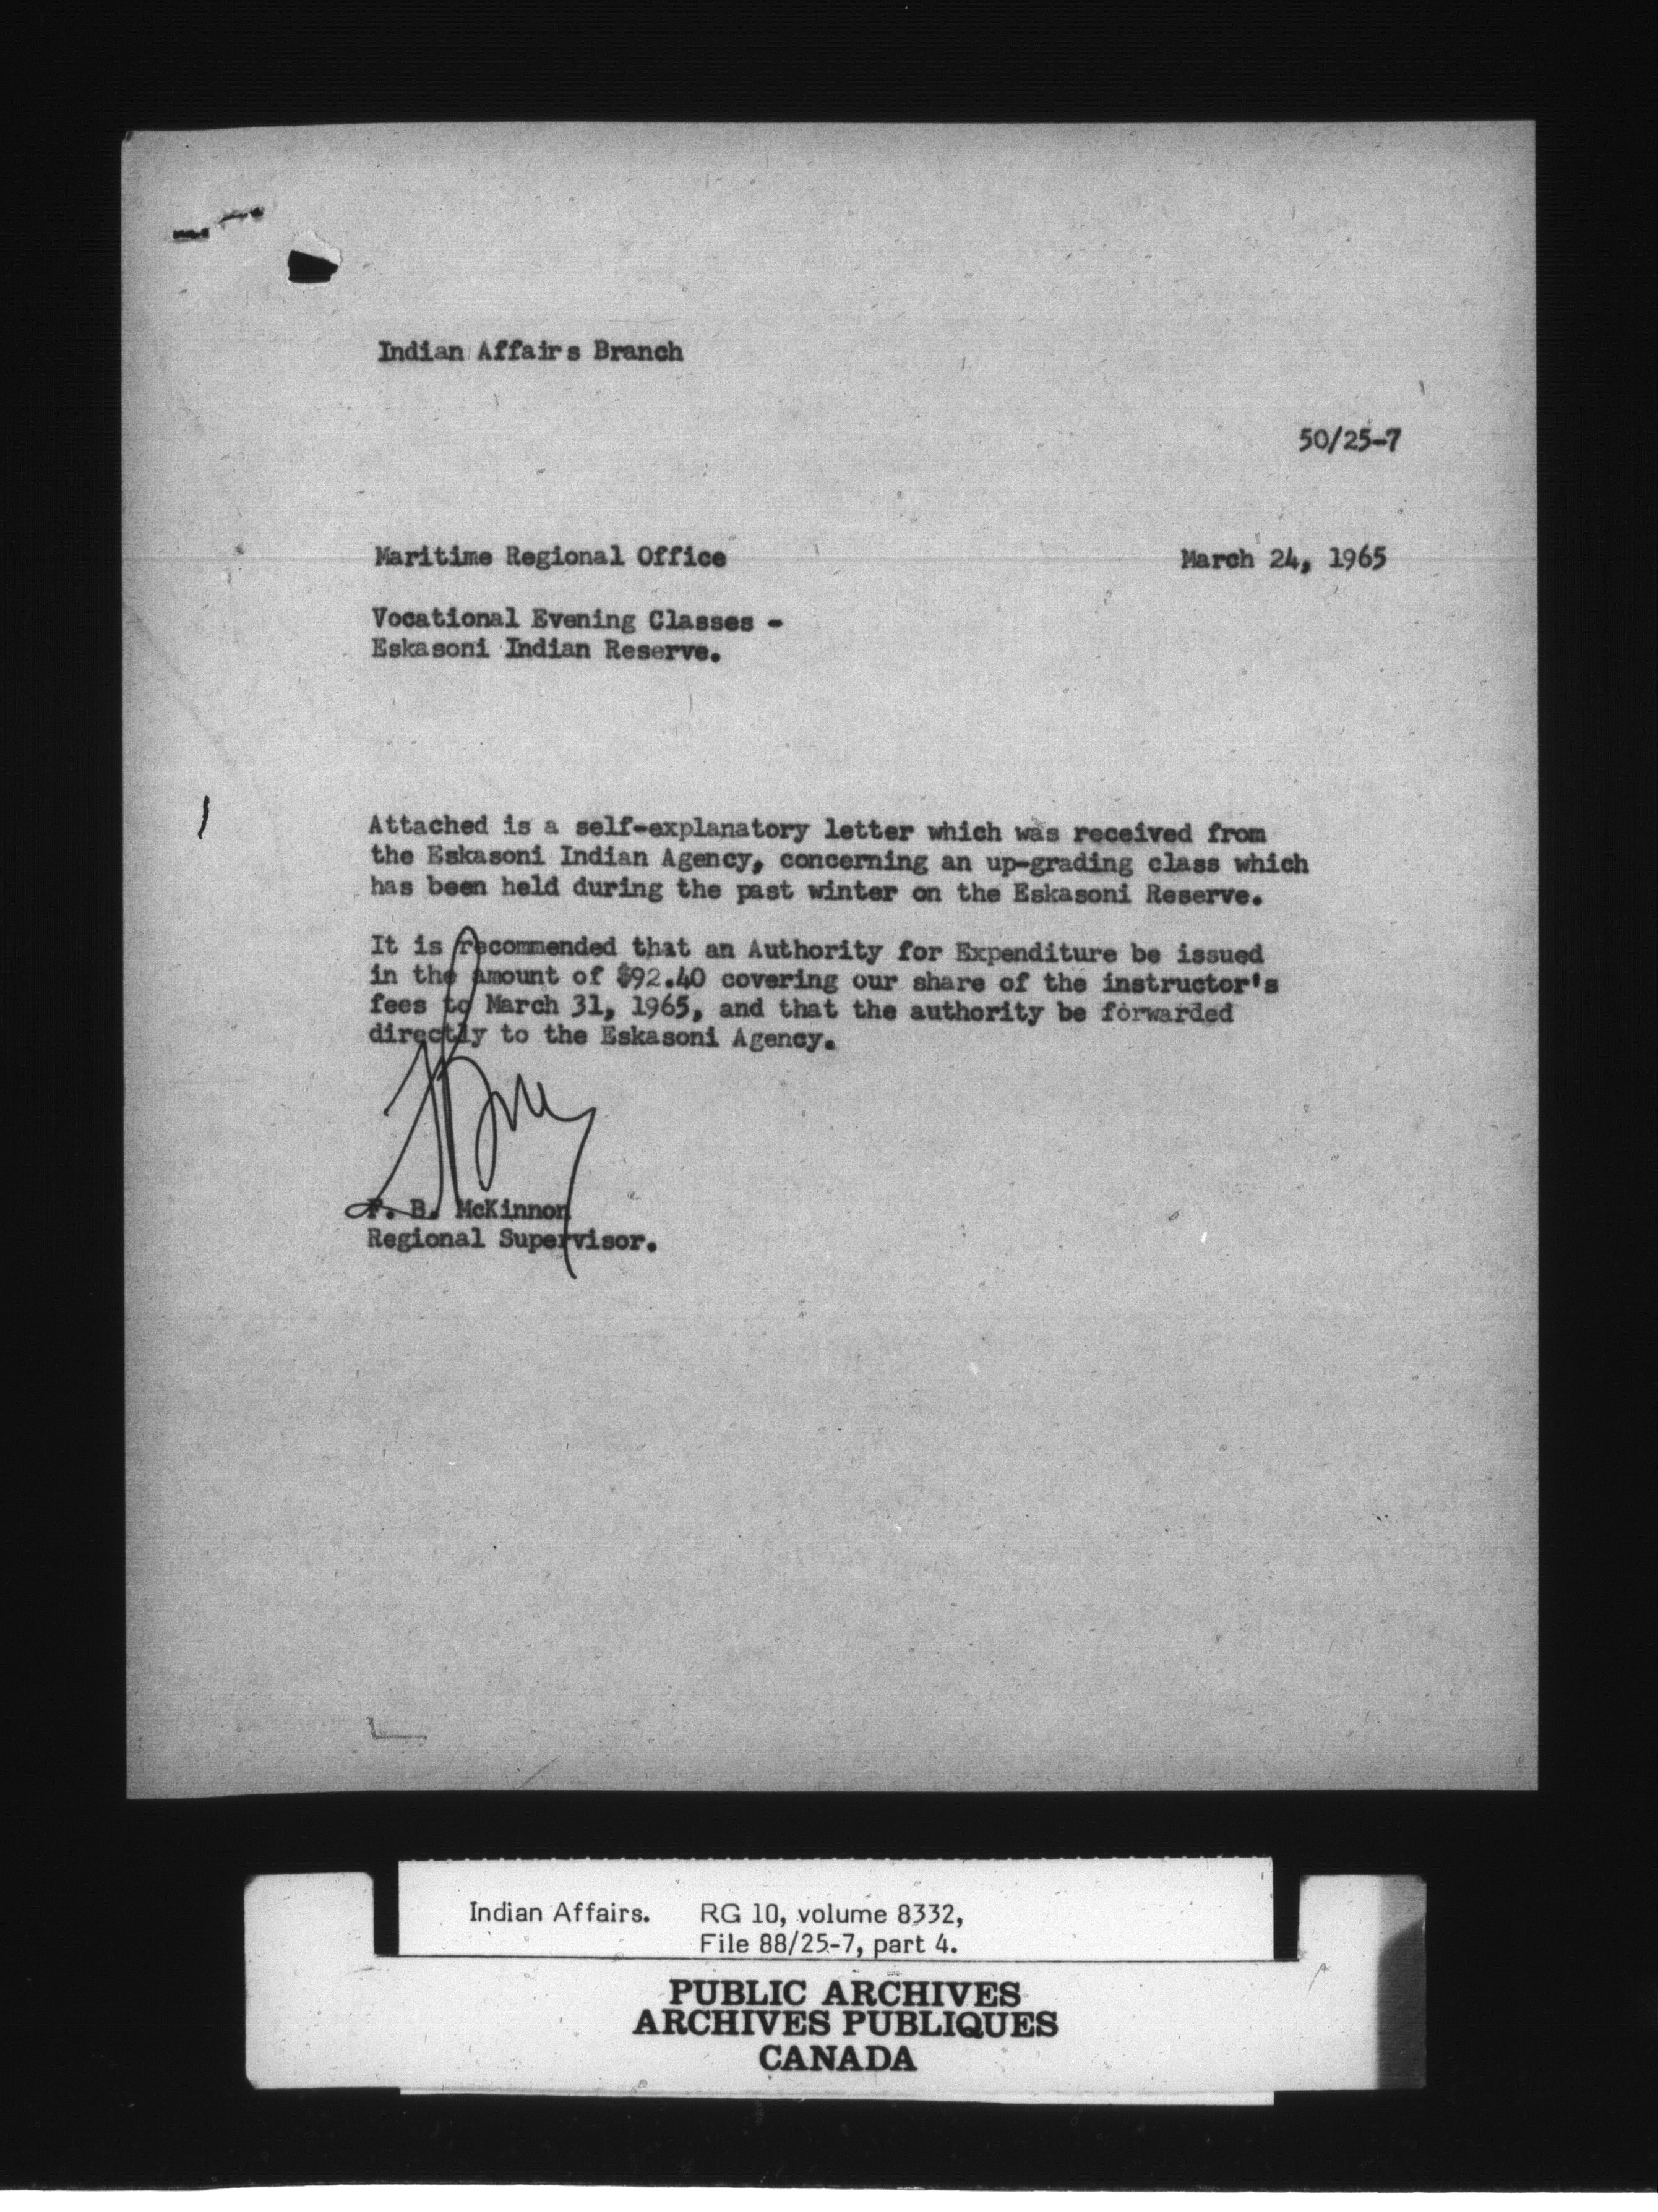 Indian Affairs Branch
50/25-7
Maritime Regional Office March 24, 1965
Vocational Evening Classes -
Eskasoni Indian Reserve.
Attached is a self-explanatory letter which was received from
the Eskasoni Indian Agency, concerning an up-grading class which
has been held during the past winter on the Eskasoni Reserve.
It is recommended that an Authority for Expenditure be issued
in the amount of $92.40 covering our share of the instructor's
fees to March 31, 1965, and that the authority be forwarded
directly to the Eskasoni Agency.
F. B. McKinnon
Regional Supervisor.
Indian Affairs. RG 10, volume 8332,
File 88/25-7, part 4.
PUBLIC ARCHIVES
ARCHIVES PUBLIQUES
CANADA